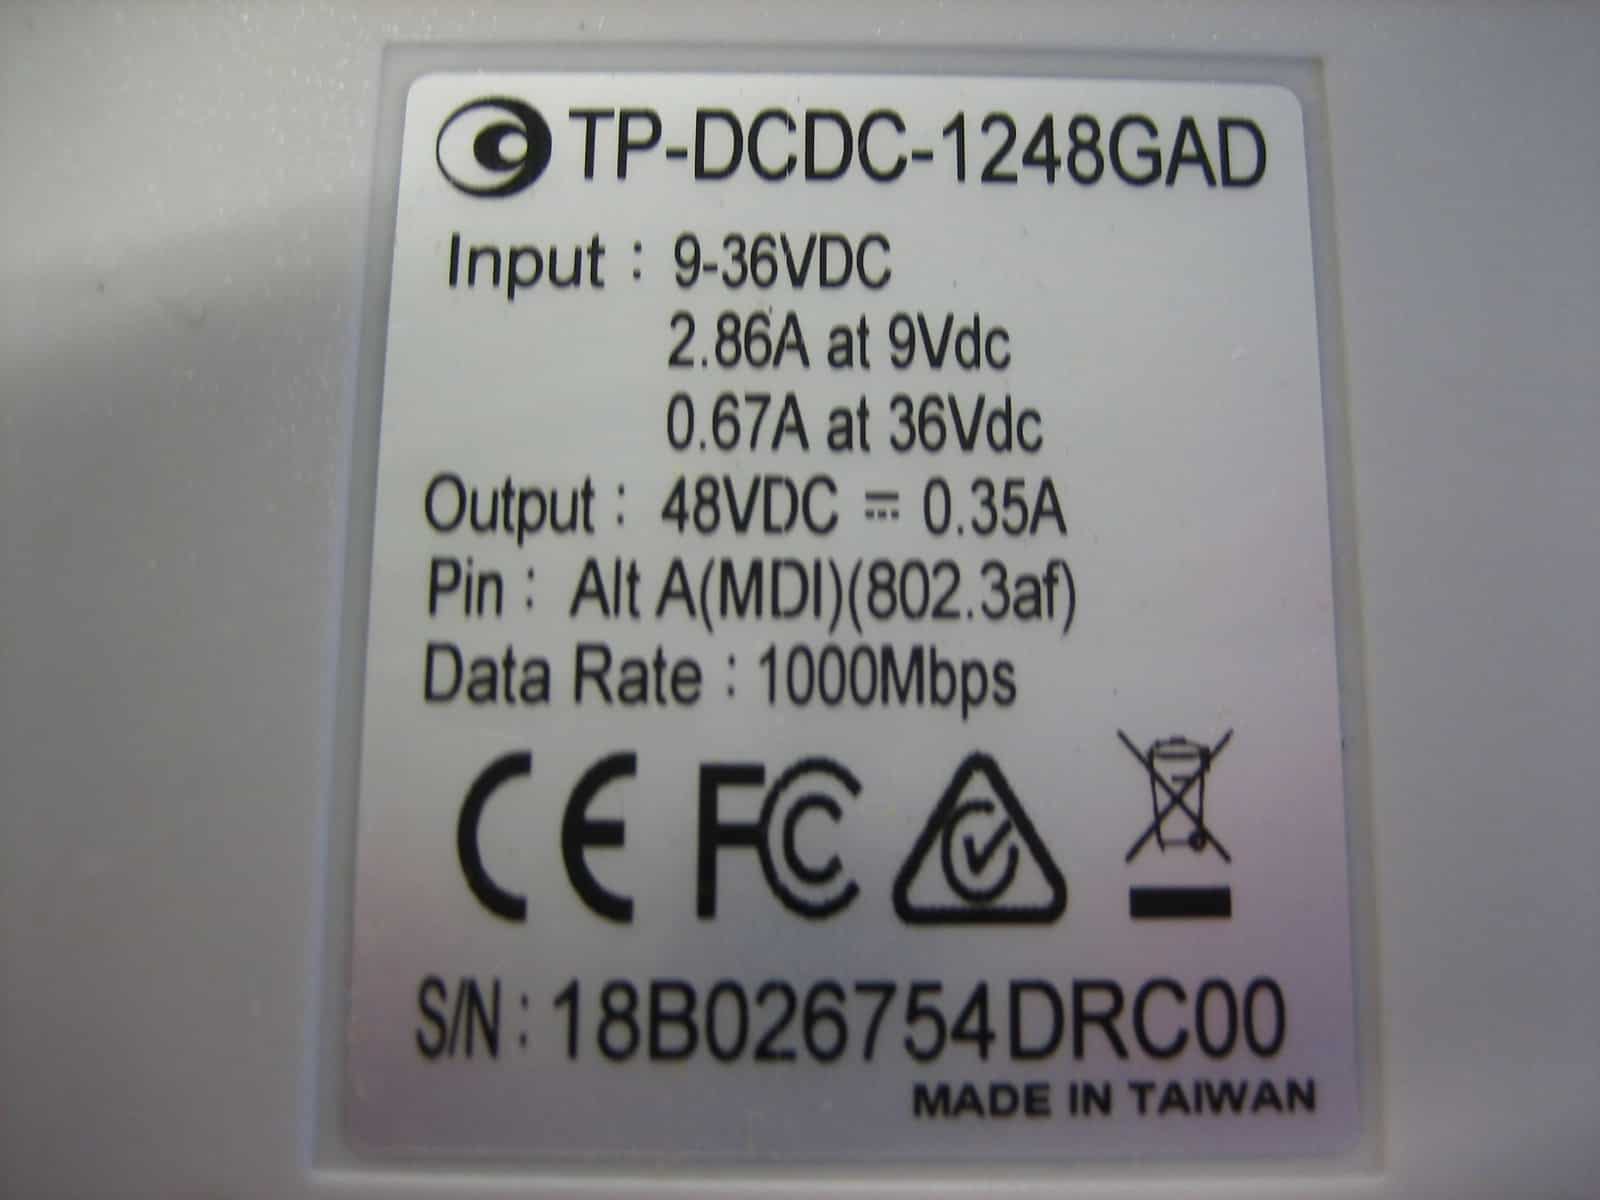 TP-DCDC-1248GAD
Input : 9-36VDC
2.86A at 9Vdc
0.67A at 36Vdc
Output : 48VDC ⎓ 0.35A
Pin : Alt A(MDI)(802.3af)
Data Rate : 1000Mbps
CE FC
S/N : 18B026754DRC00
MADE IN TAIWAN